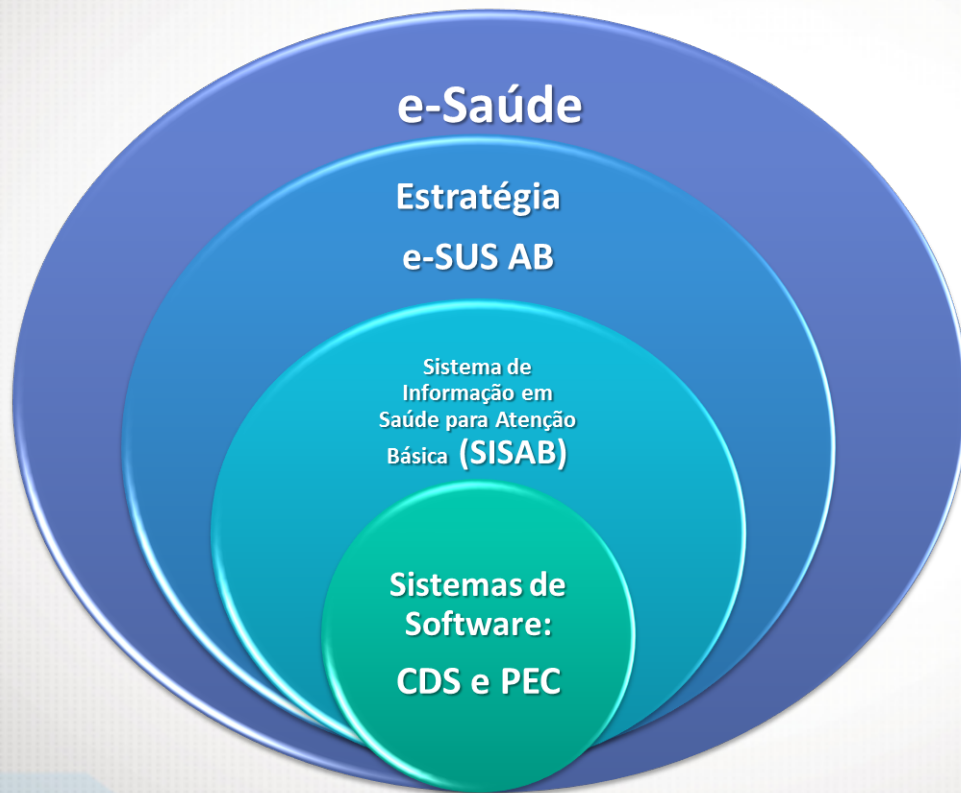 e-Saúde
Estratégia
e-SUS AB
Sistema de
Informação em
Saúde para Atenção
Básica (SISAB)
Sistemas de
Software:
CDS e PEC